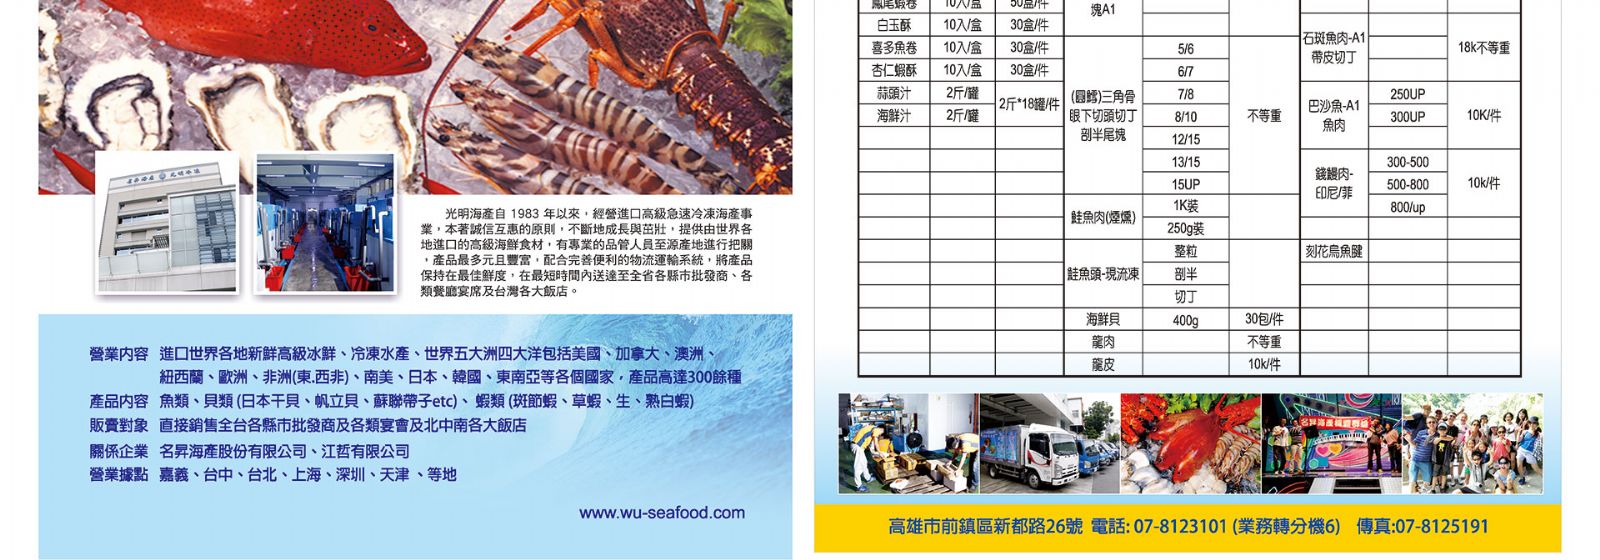 名昇海產 光明冷凍
光明海產自 1983 年以來，經營進口高級急速冷凍海產事
業，本著誠信互惠的原則，不斷地成長與茁壯，提供由世界各
地進口的高級海鮮食材，有專業的品管人員至源產地進行把關
，產品最多元且豐富，配合完善便利的物流運輸系統，將產品
保持在最佳鮮度，在最短時間內送達至全省各縣市批發商、各
類餐廳宴席及台灣各大飯店。
營業內容 進口世界各地新鮮高級冰鮮、冷凍水產、世界五大洲四大洋包括美國、加拿大、澳洲、
紐西蘭、歐洲、非洲(東.西非)、南美、日本、韓國、東南亞等各個國家，產品高達300餘種
產品內容 魚類、貝類 (日本干貝、帆立貝、蘇聯帶子etc)、 蝦類 (斑節蝦、草蝦、生、熟白蝦)
販賣對象 直接銷售全台各縣市批發商及各類宴會及北中南各大飯店
關係企業 名昇海產股份有限公司、江哲有限公司
營業據點 嘉義、台中、台北、上海、深圳、天津 、等地
www.wu-seafood.com
鳳尾蝦卷 10入/盒 50盒/件
白玉酥 10入/盒 30盒/件
喜多魚卷 10入/盒 30盒/件
杏仁蝦酥 10入/盒 30盒/件
蒜頭汁 2斤/罐 2斤*18罐/件
海鮮汁 2斤/罐
塊A1
(圓鱈)三角骨
眼下切頭切丁
剖半尾塊
5/6
6/7
7/8
8/10
12/15
13/15
15UP
不等重
鮭魚肉(煙燻)
1K裝
250g裝
鮭魚頭-現流凍
整粒
剖半
切丁
海鮮貝 400g 30包/件
龍肉 不等重
龍皮 10k/件
石斑魚肉-A1
帶皮切丁
18k不等重
巴沙魚-A1
魚肉
250UP
300UP
10K/件
錢鰻肉-
印尼/菲
300-500
500-800
800/up
10k/件
刻花烏魚腱
高雄市前鎮區新都路26號 電話: 07-8123101 (業務轉分機6) 傳真:07-8125191